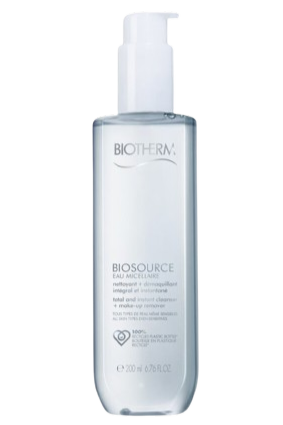 BIOTHERM
BIOSOURCE
EAU MICELLAIRE
nettoyant + démaquillant
intégral et instantané
total and instant cleanser
+ make-up remover
100%
℮ 200 ml 6.76 FL.OZ.